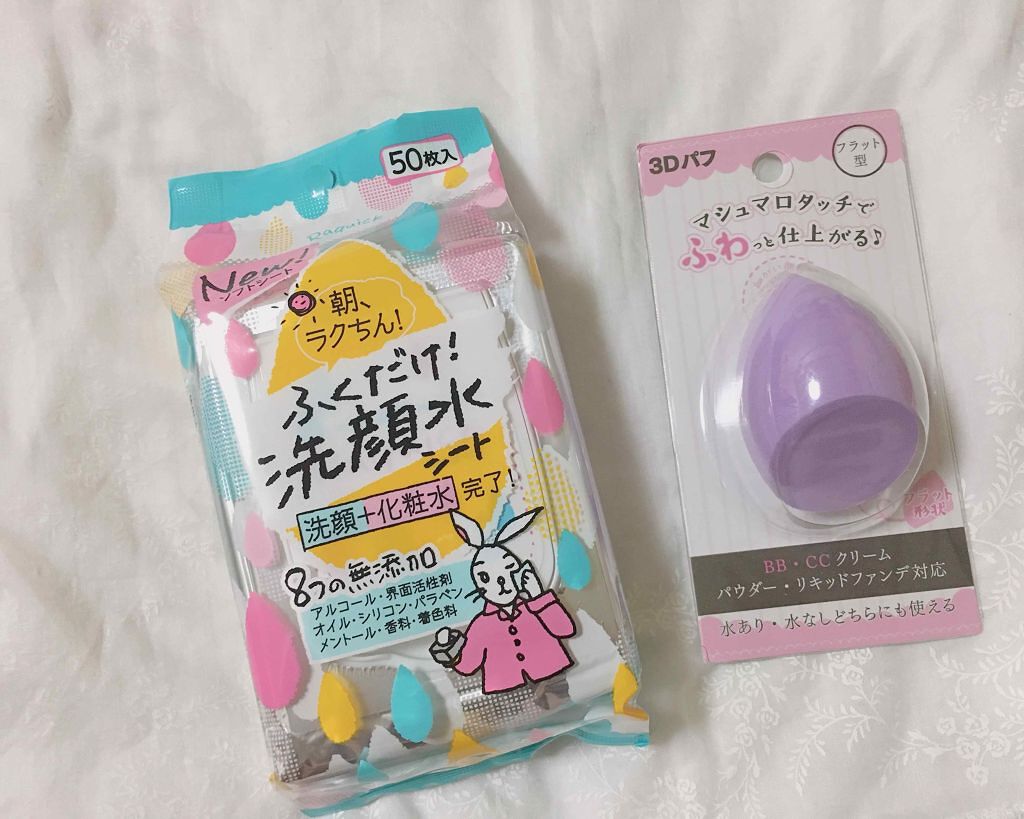 50枚入
Raquick
New!
ソフトシート
朝、
ラクちん!
ふくだけ!
洗顔水
シート
洗顔+化粧水 完了!
8つの無添加
アルコール・界面活性剤
オイル・シリコン・パラベン
メントール・香料・着色料
3Dパフ
フラット
型
マシュマロタッチで
ふわっと仕上がる♪
フラット
形状
BB・CCクリーム
パウダー・リキッドファンデ対応
水あり・水なしどちらにも使える